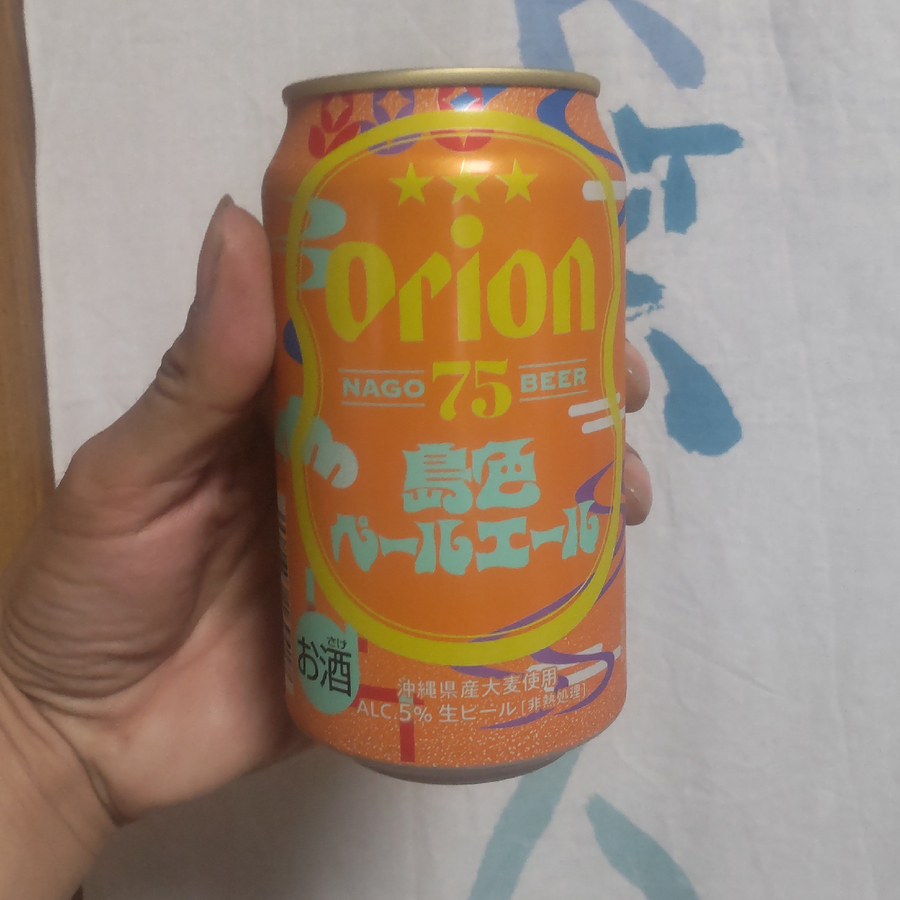 orion
NAGO 75 BEER
島色
ペールエール
さけ
お酒
沖縄県産大麦使用
ALC.5% 生ビール [非熱処理]